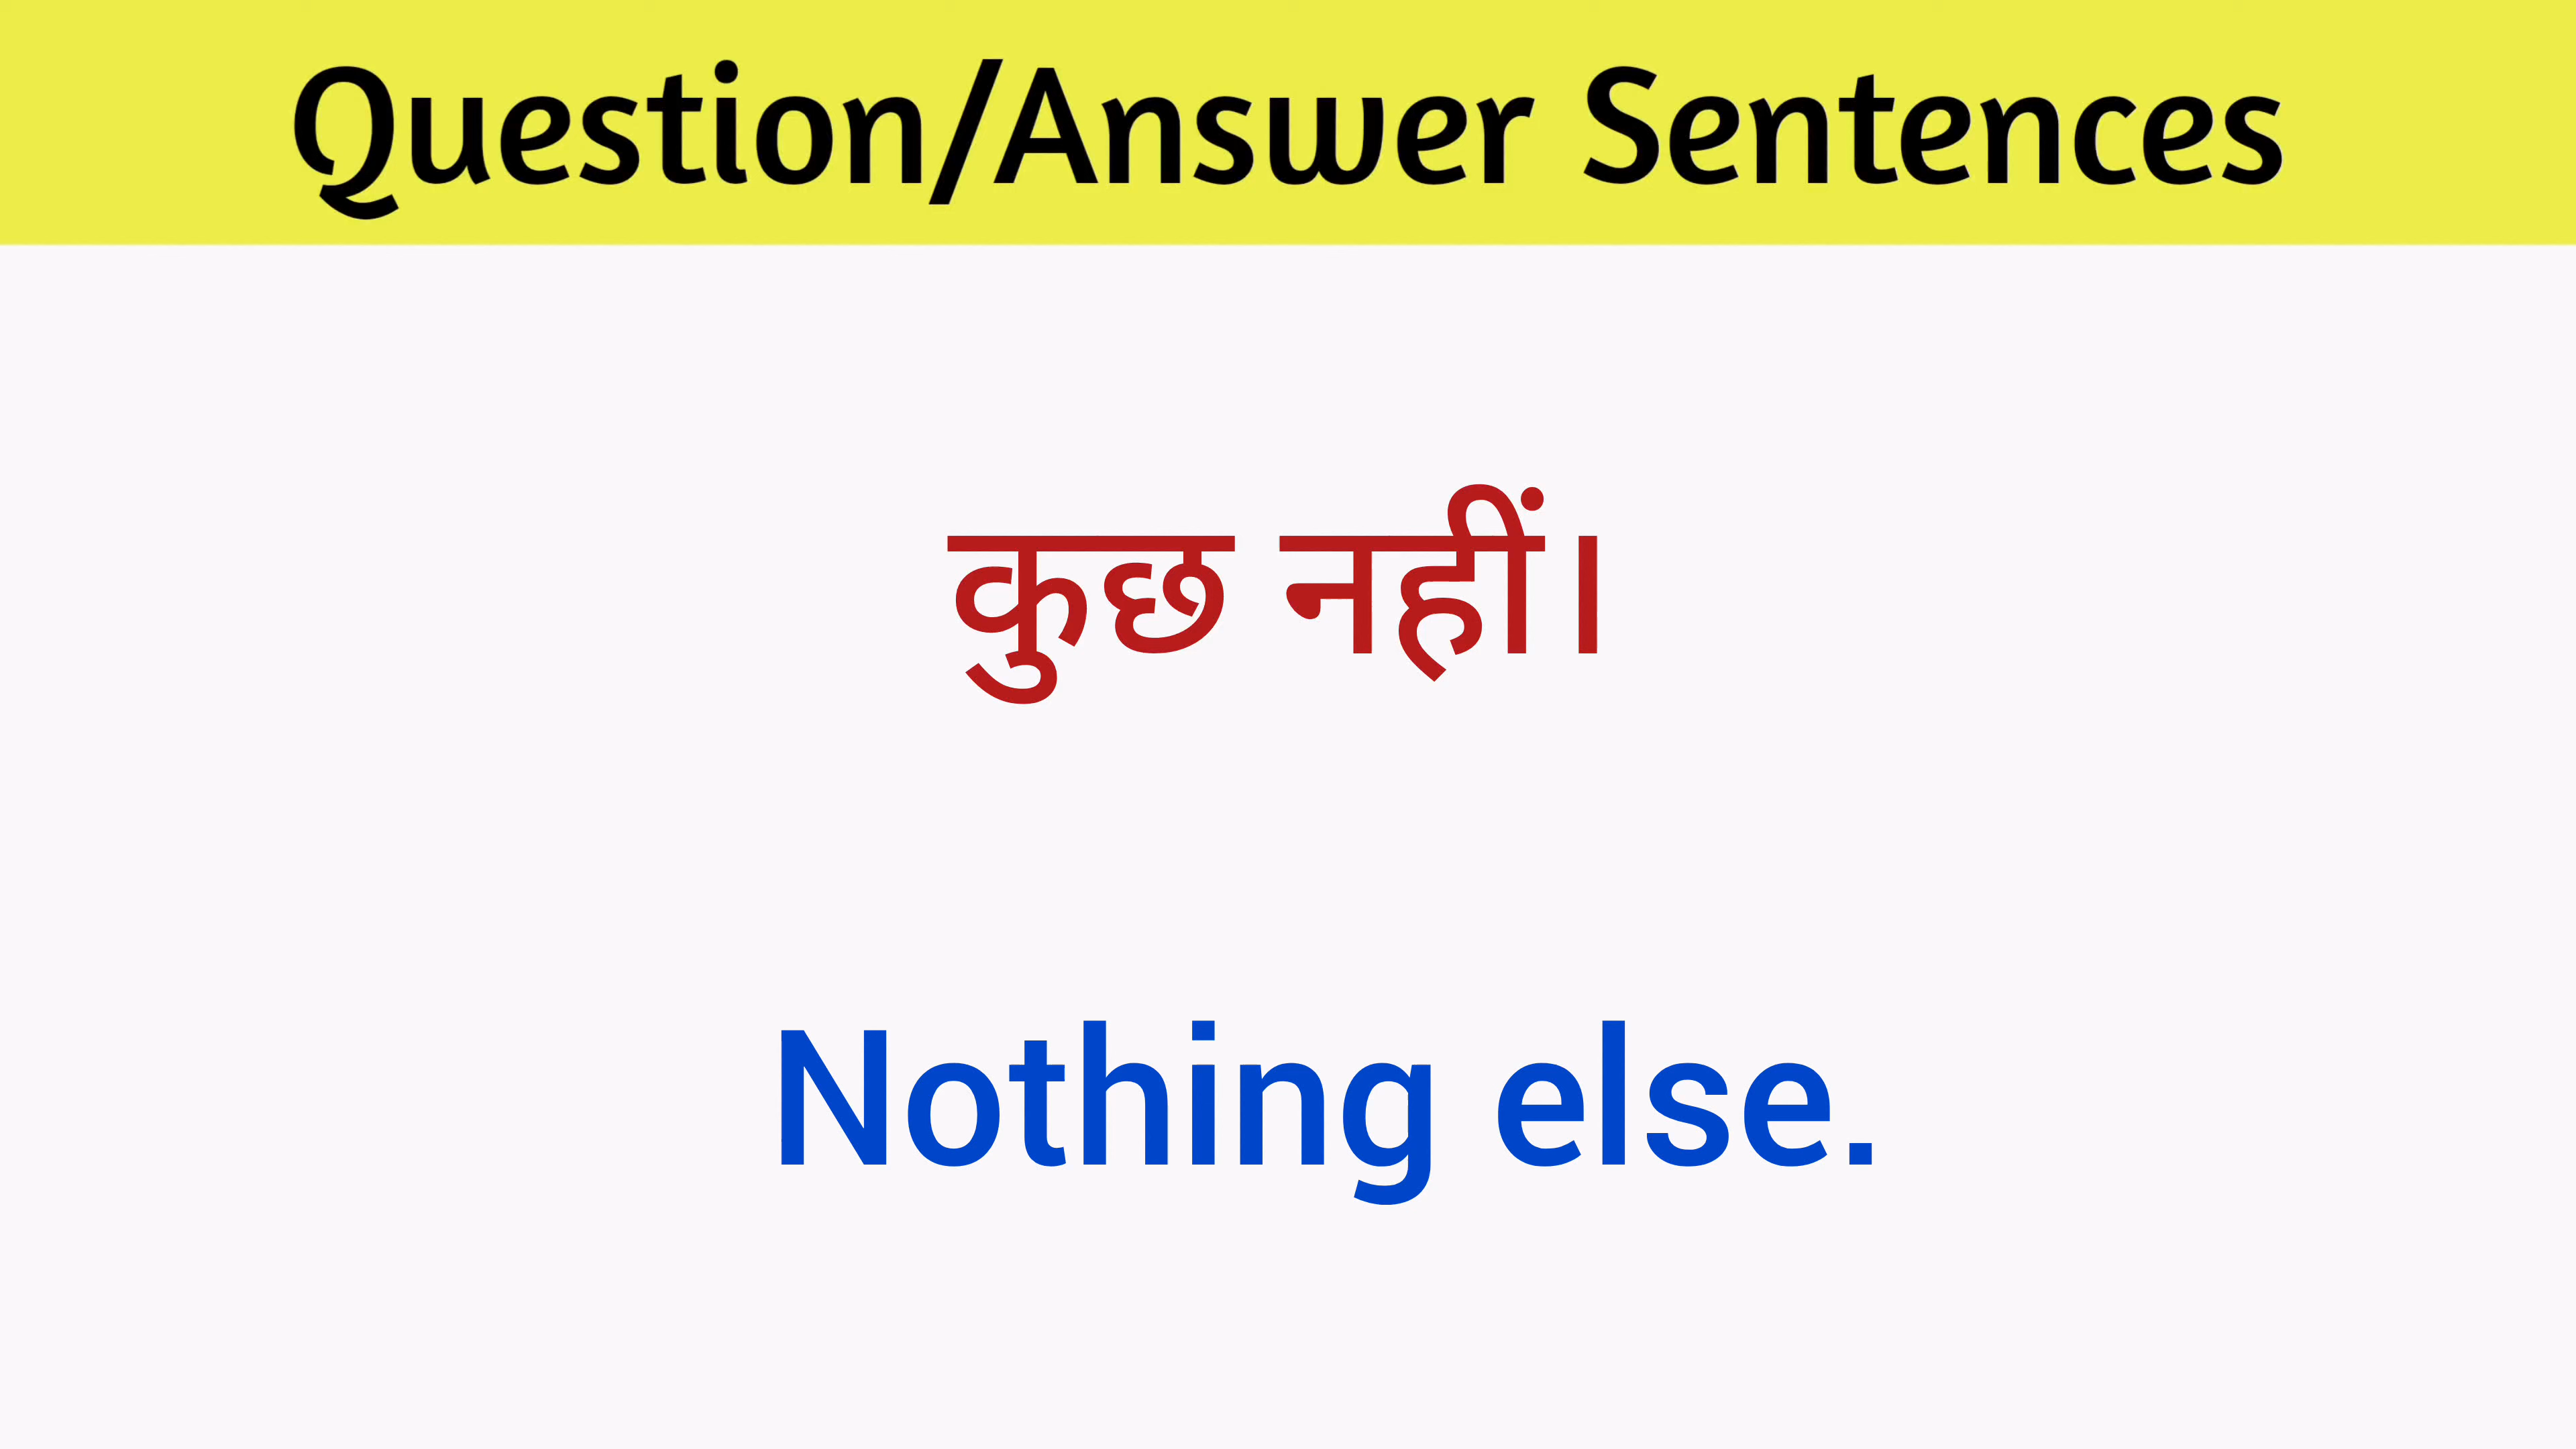 Question/Answer Sentences
कुछ नहीं।
Nothing else.